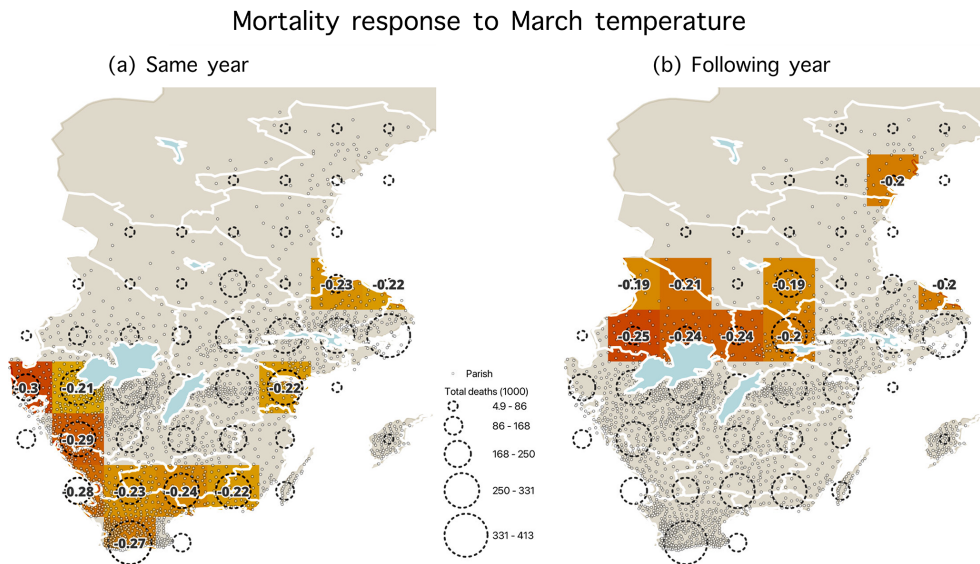 Mortality response to March temperature
(a) Same year
(b) Following year
-0.23
-0.22
-0.3
-0.21
-0.22
-0.29
-0.28
-0.23
-0.24
-0.22
-0.27
Parish
Total deaths (1000)
4.9 - 86
86 - 168
168 - 250
250 - 331
331 - 413
-0.2
-0.19
-0.21
-0.19
-0.2
-0.25
-0.24
-0.24
-0.2